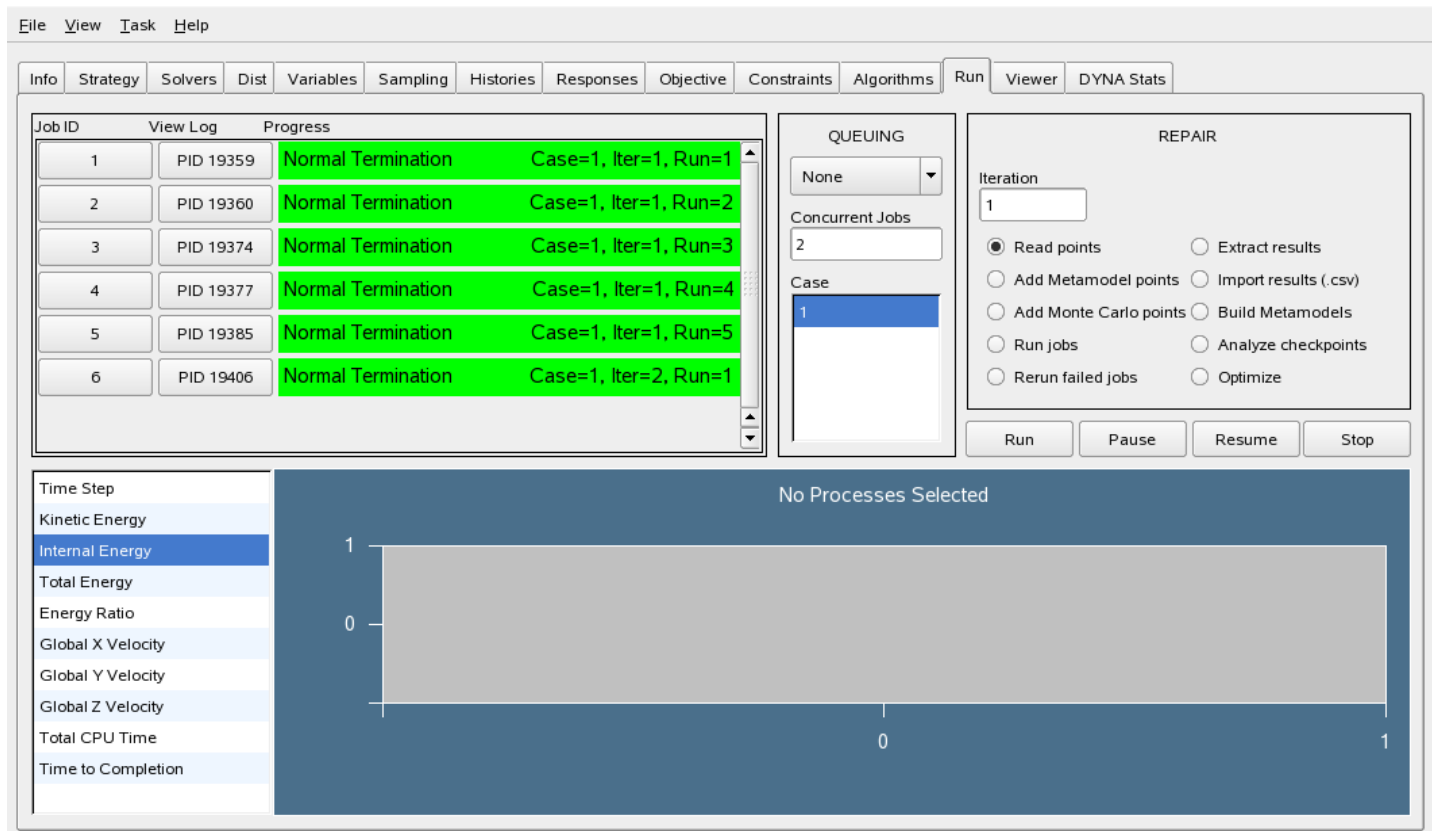 File View Task Help
Info Strategy Solvers Dist Variables Sampling Histories Responses Objective Constraints Algorithms Run Viewer DYNA Stats
Job ID View Log Progress
1 PID 19359 Normal Termination Case=1, Iter=1, Run=1
2 PID 19360 Normal Termination Case=1, Iter=1, Run=2
3 PID 19374 Normal Termination Case=1, Iter=1, Run=3
4 PID 19377 Normal Termination Case=1, Iter=1, Run=4
5 PID 19385 Normal Termination Case=1, Iter=1, Run=5
6 PID 19406 Normal Termination Case=1, Iter=2, Run=1
QUEUING
None
Concurrent Jobs
2
Case
1
REPAIR
Iteration
1
Read points Extract results
Add Metamodel points Import results (.csv)
Add Monte Carlo points Build Metamodels
Run jobs Analyze checkpoints
Rerun failed jobs Optimize
Run Pause Resume Stop
Time Step
Kinetic Energy
Internal Energy
Total Energy
Energy Ratio
Global X Velocity
Global Y Velocity
Global Z Velocity
Total CPU Time
Time to Completion
No Processes Selected
1
0
0 1